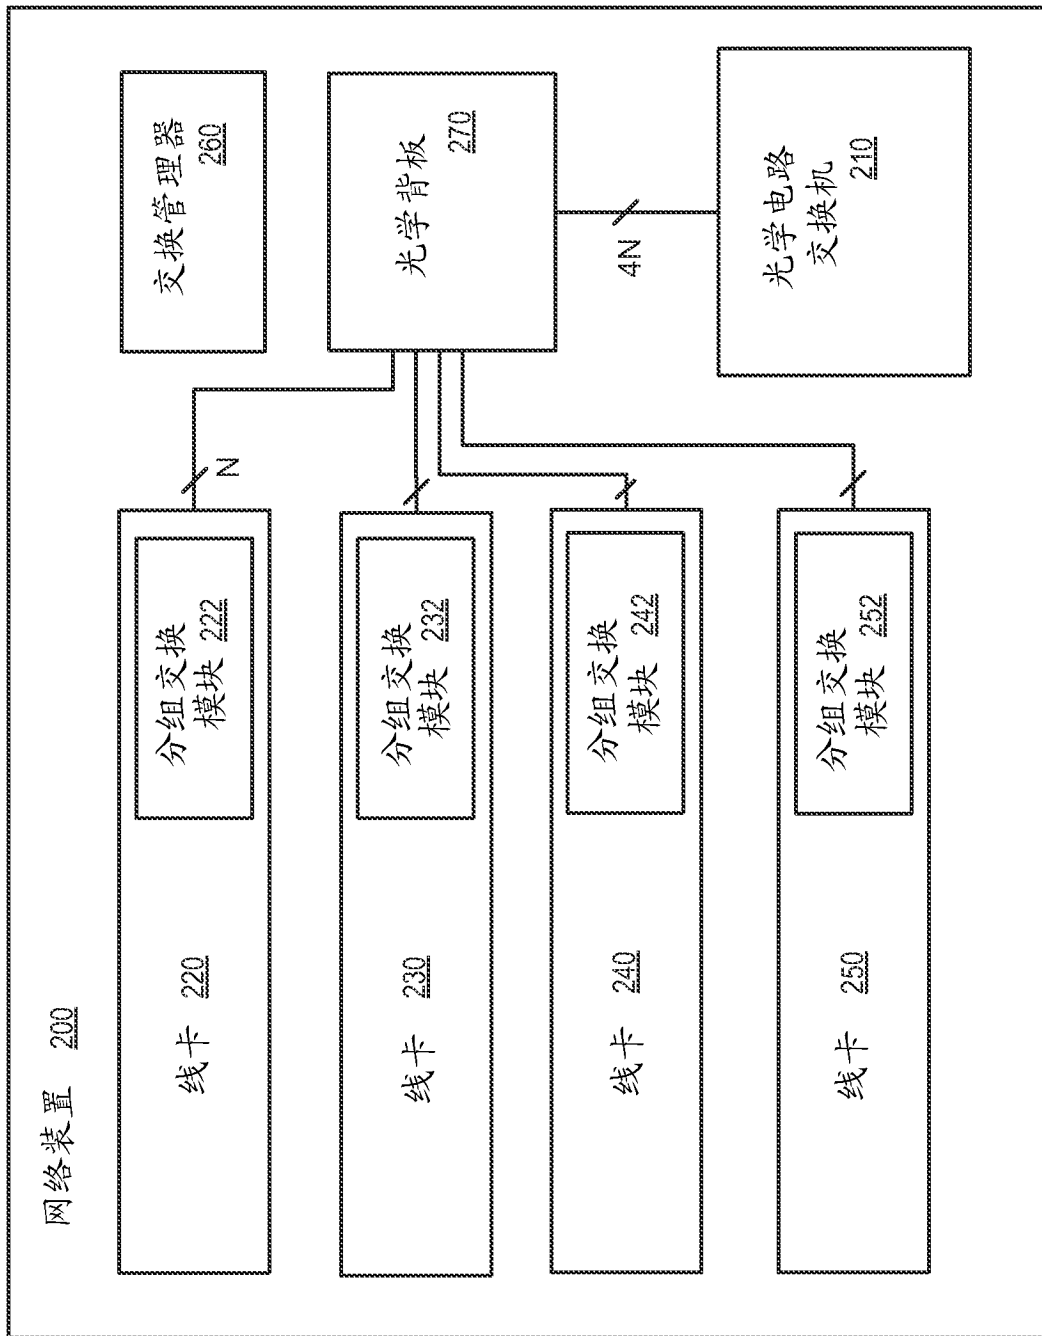 网络装置 200
线卡 220
分组交换
模块 222
N
线卡 230
分组交换
模块 232
线卡 240
分组交换
模块 242
线卡 250
分组交换
模块 252
交换管理器
260
光学背板
270
4N
光学电路
交换机
210